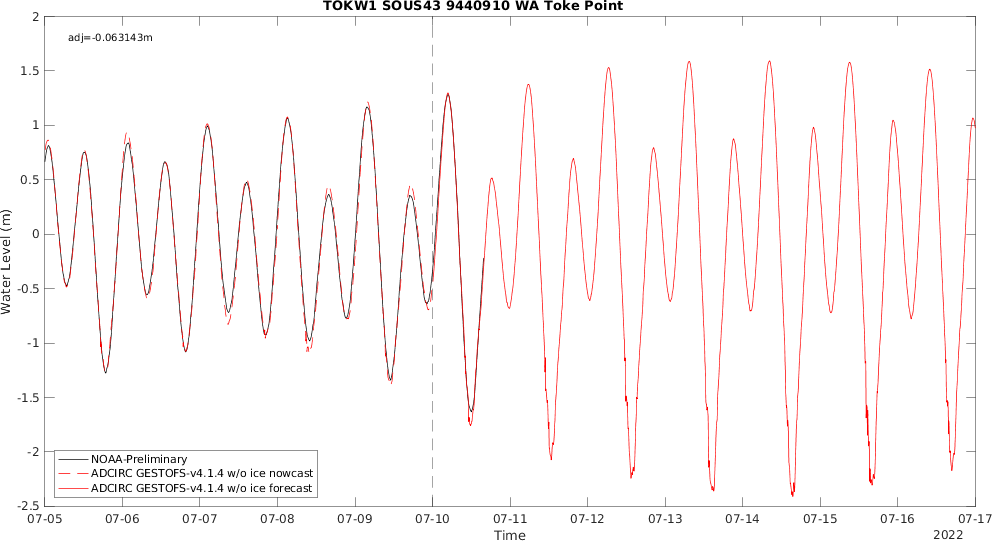 TOKW1 SOUS43 9440910 WA Toke Point
adj=-0.063143m
2
1.5
1
0.5
0
-0.5
-1
-1.5
-2
-2.5
Water Level (m)
NOAA-Preliminary
ADCIRC GESTOFS-v4.1.4 w/o ice nowcast
ADCIRC GESTOFS-v4.1.4 w/o ice forecast
07-05 07-06 07-07 07-08 07-09 07-10 07-11 07-12 07-13 07-14 07-15 07-16 07-17
Time
2022